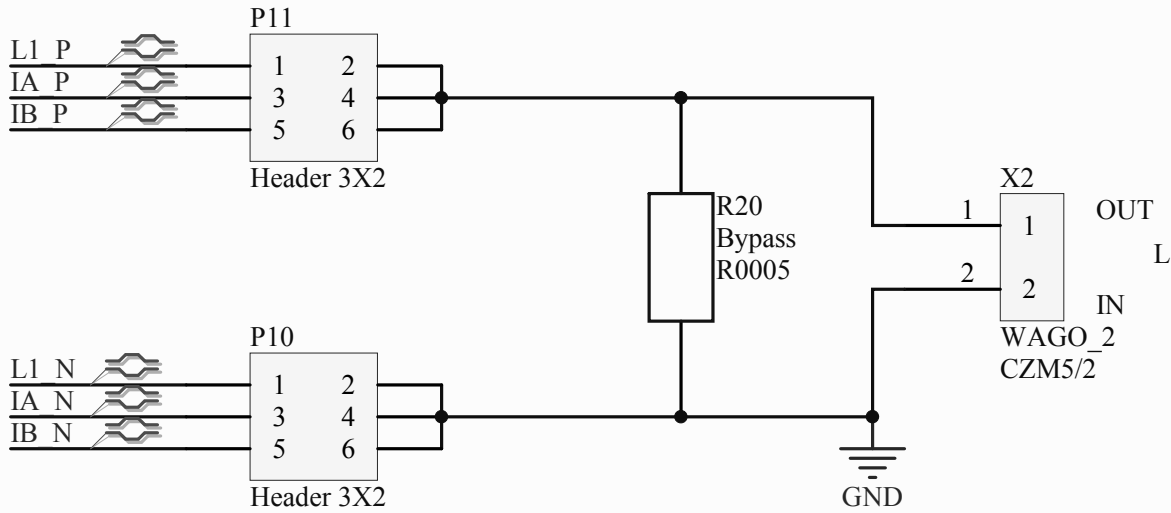 P11
L1_P
1 2
IA_P
3 4
IB_P
5 6
Header 3X2
R20
Bypass
R0005
X2
1 1 OUT
L
2 2 IN
WAGO_2
CZM5/2
P10
L1_N
1 2
IA_N
3 4
IB_N
5 6
Header 3X2
GND